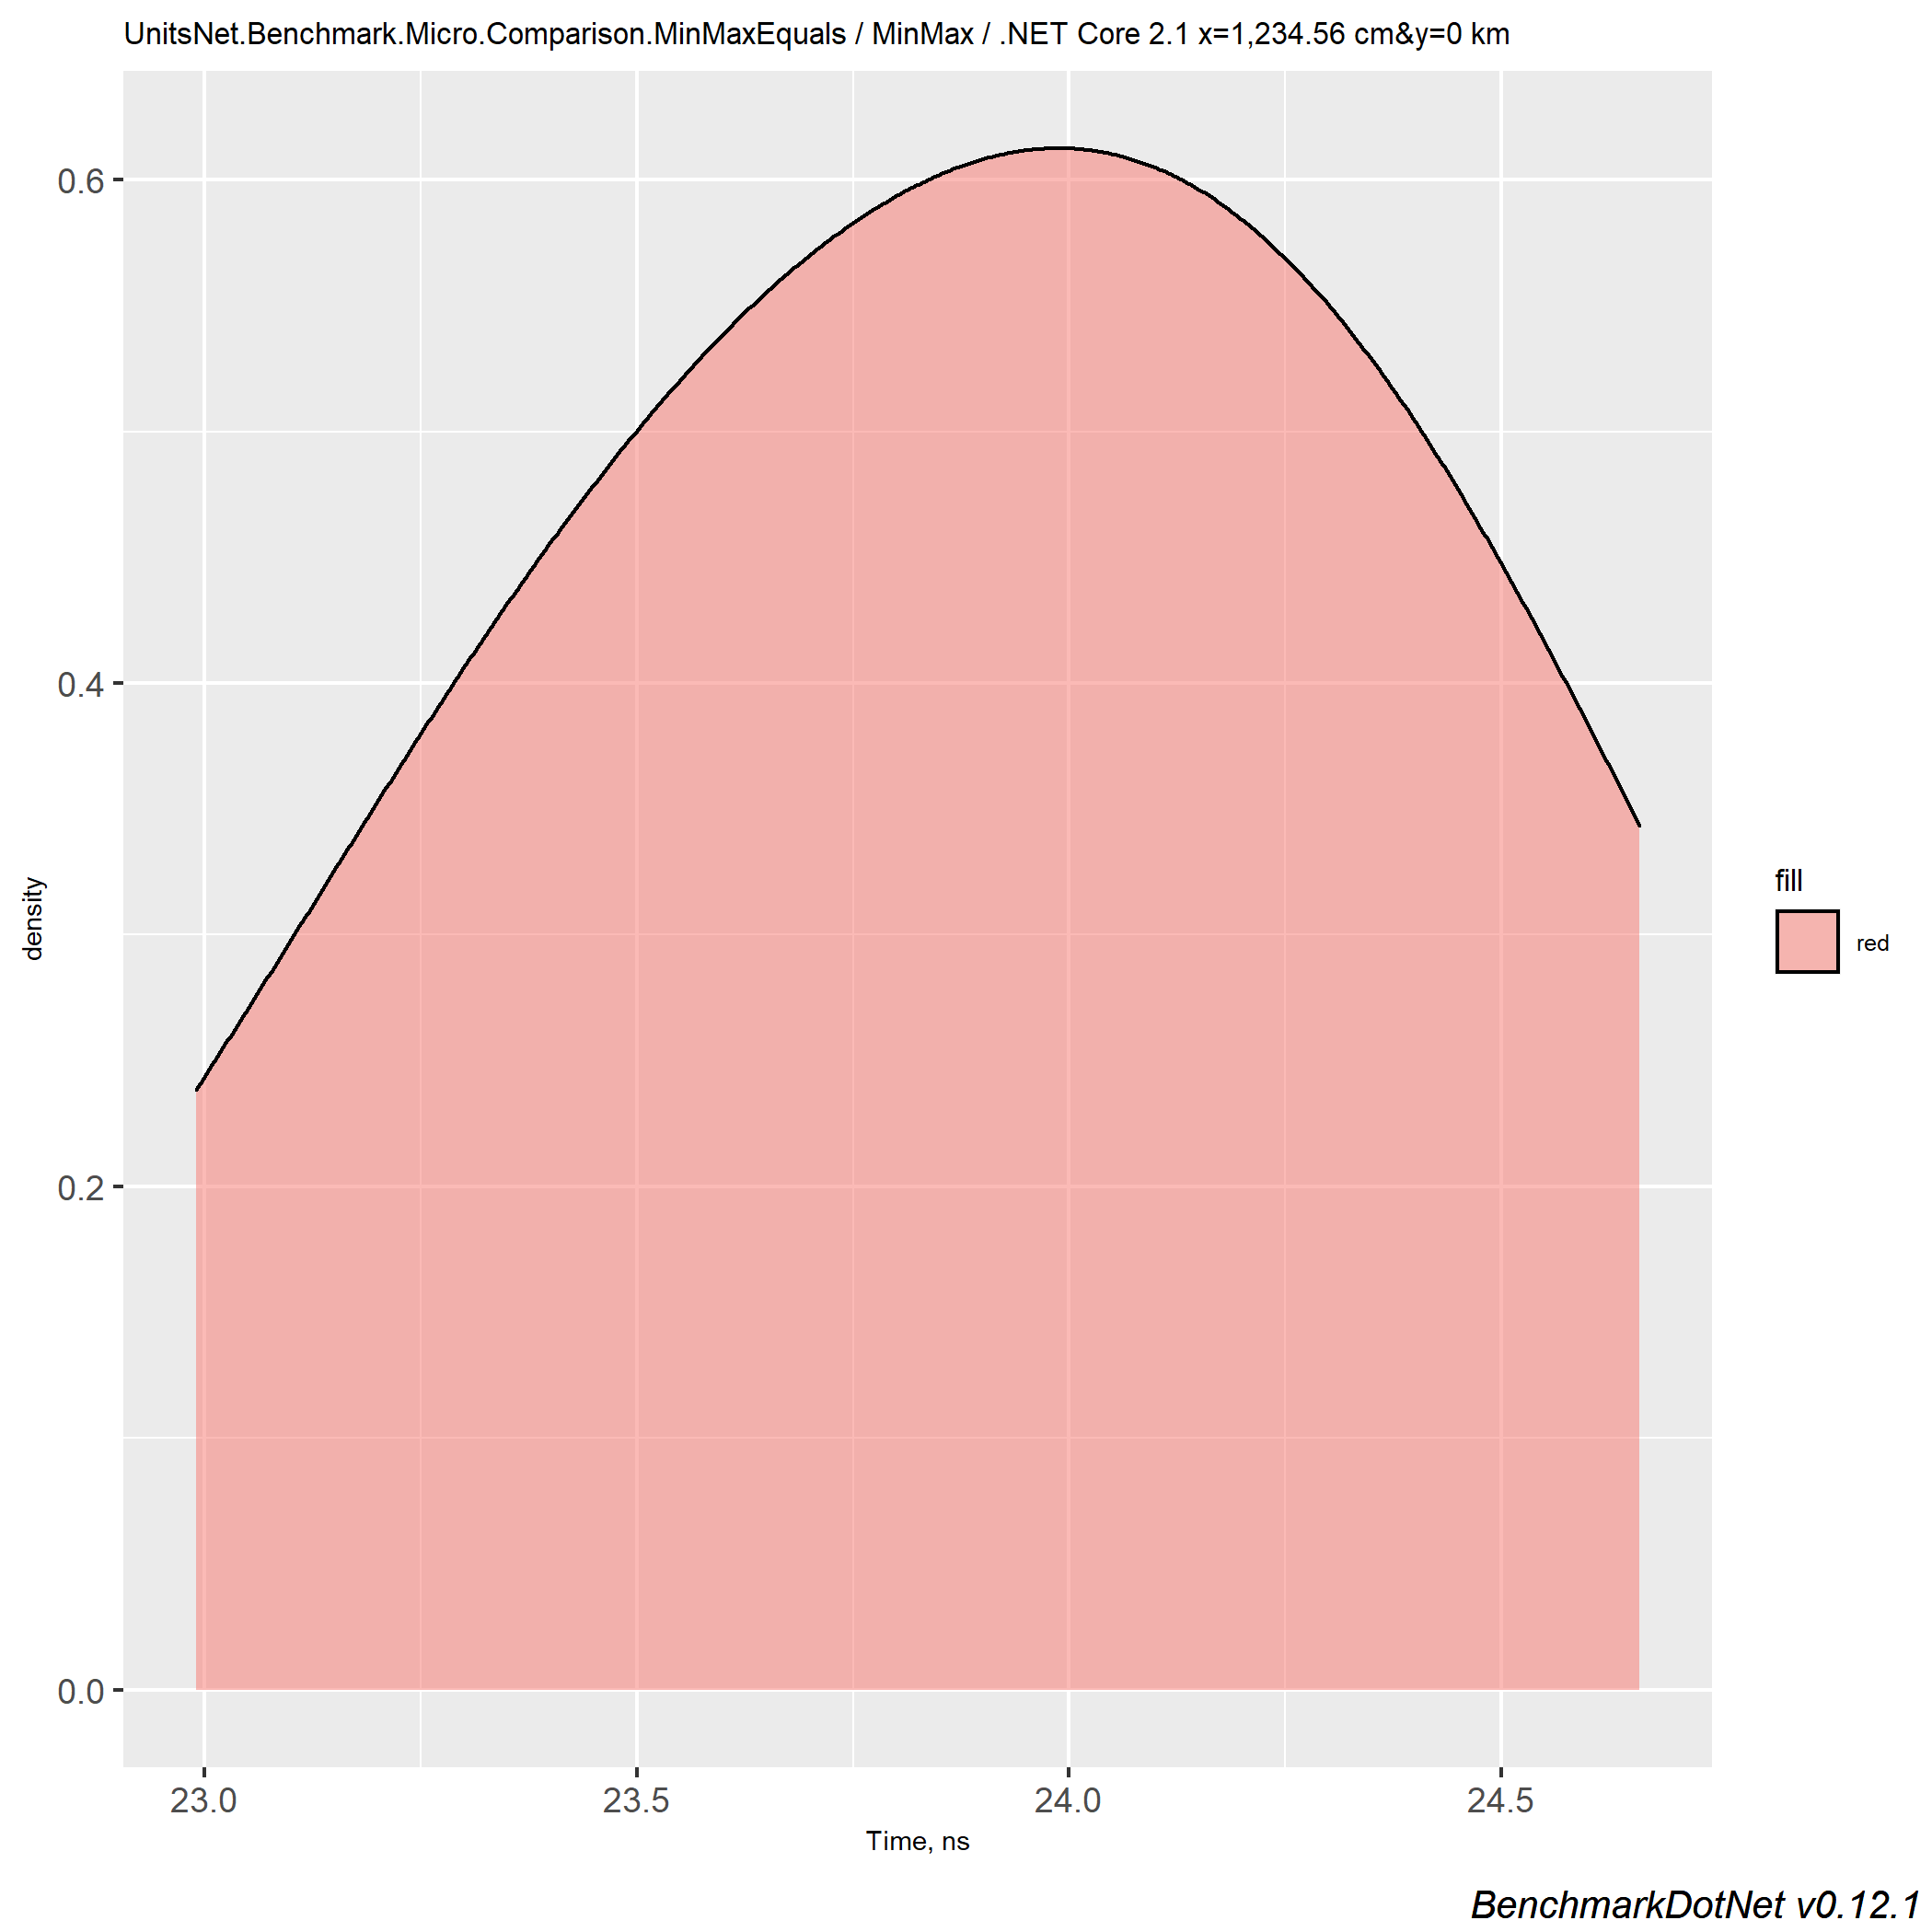 UnitsNet.Benchmark.Micro.Comparison.MinMaxEquals / MinMax / .NET Core 2.1 x=1,234.56 cm&y=0 km
0.6
0.4
0.2
0.0
density
23.0 23.5 24.0 24.5
Time, ns
fill
red
BenchmarkDotNet v0.12.1